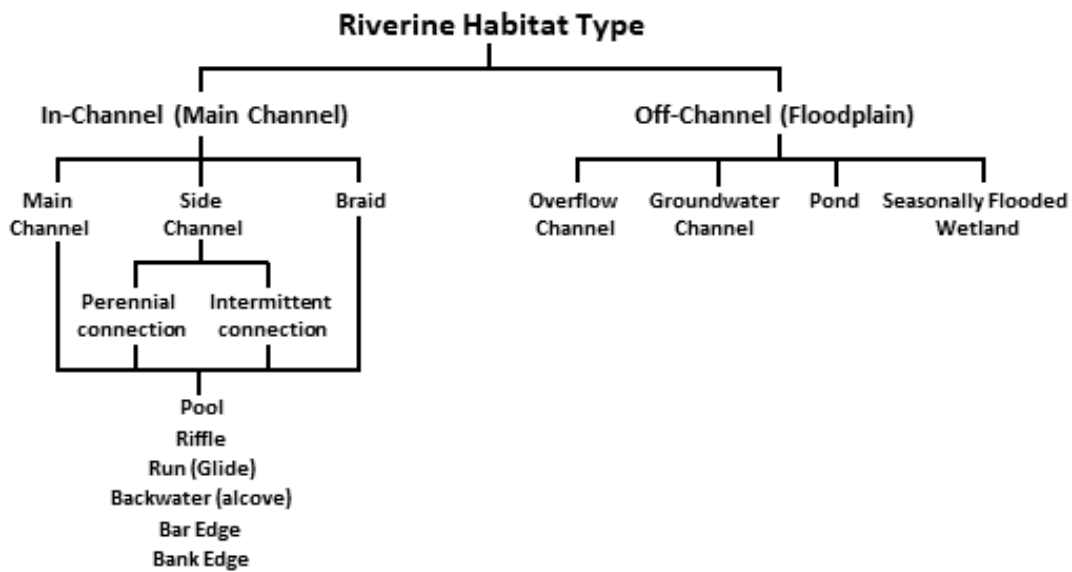 Riverine Habitat Type
In-Channel (Main Channel)
Off-Channel (Floodplain)
Main
Channel
Side
Channel
Braid
Overflow
Channel
Groundwater
Channel
Pond
Seasonally Flooded
Wetland
Perennial
connection
Intermittent
connection
Pool
Riffle
Run (Glide)
Backwater (alcove)
Bar Edge
Bank Edge